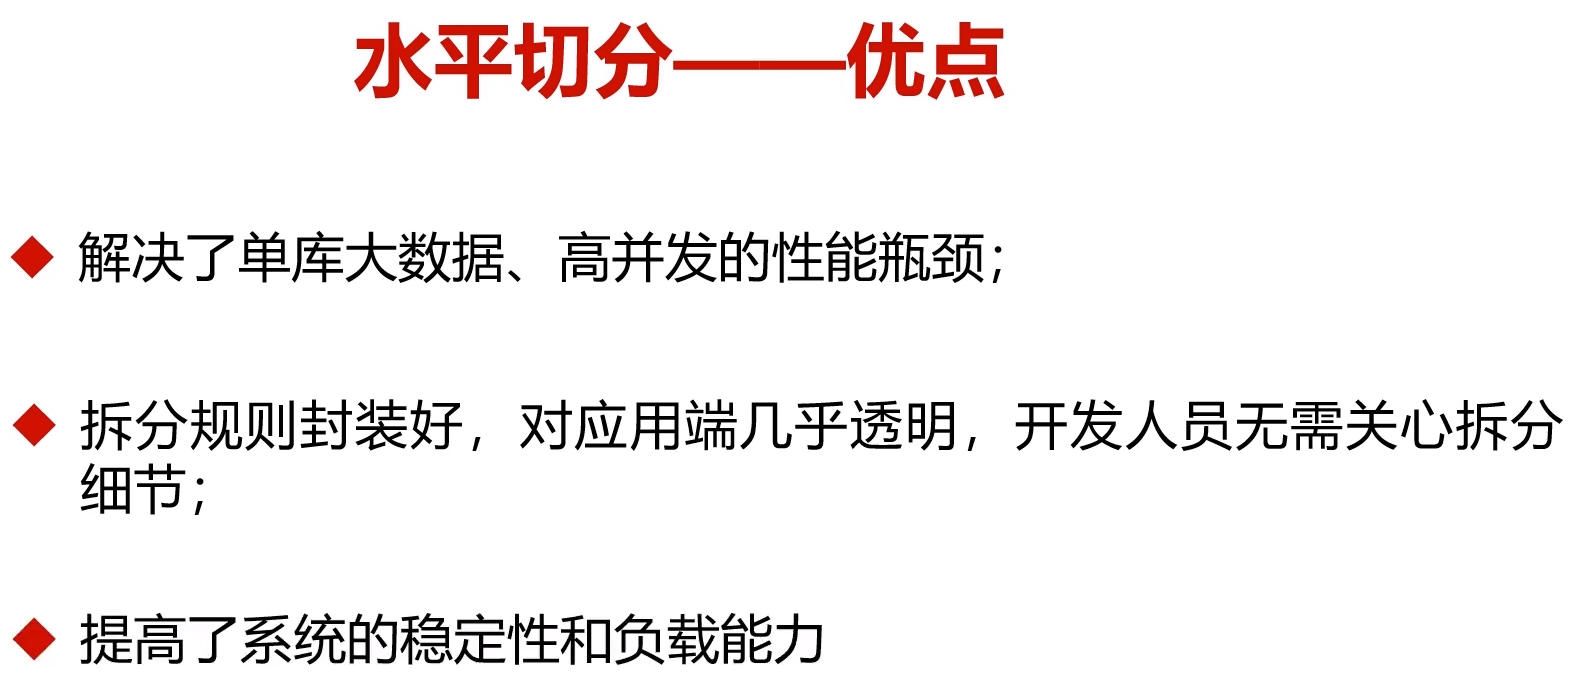 水平切分——优点
解决了单库大数据、高并发的性能瓶颈；
拆分规则封装好，对应用端几乎透明，开发人员无需关心拆分
细节；
提高了系统的稳定性和负载能力